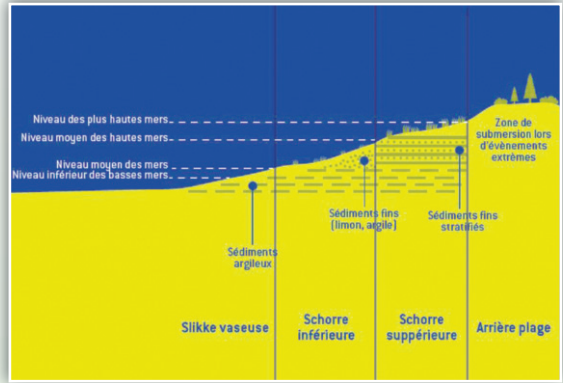 Niveau des plus hautes mers
Niveau moyen des hautes mers
Niveau moyen des mers
Niveau inférieur des basses mers
Zone de
submersion lors
d'évènements
extrêmes
Sédiments fins
(limon, argile)
Sédiments fins
stratifiés
Sédiments
argileux
Slikke vaseuse
Schorre
inférieure
Schorre
suppérieure
Arrière plage